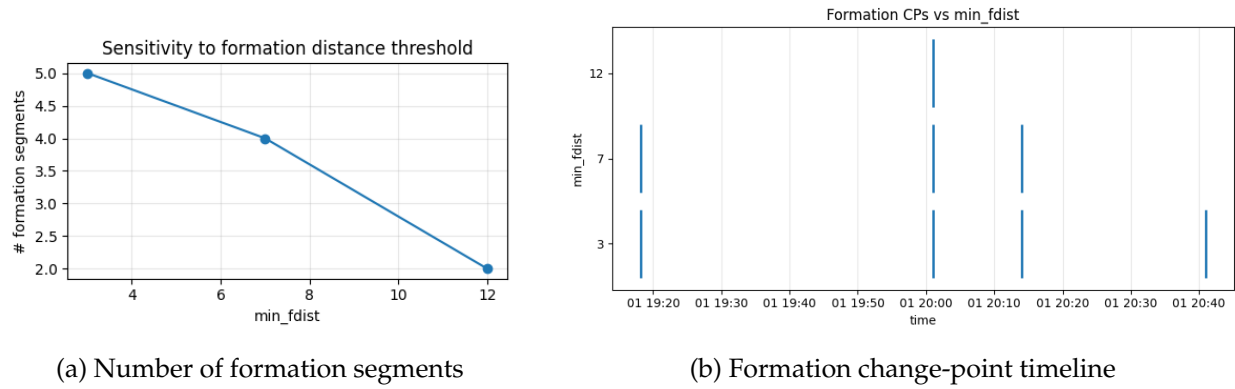 Sensitivity to formation distance threshold
# formation segments
5.0
4.5
4.0
3.5
3.0
2.5
2.0
4 6 8 10 12
min_fdist
(a) Number of formation segments
Formation CPs vs min_fdist
min_fdist
12
7
3
01 19:20 01 19:30 01 19:40 01 19:50 01 20:00 01 20:10 01 20:20 01 20:30 01 20:40
time
(b) Formation change-point timeline